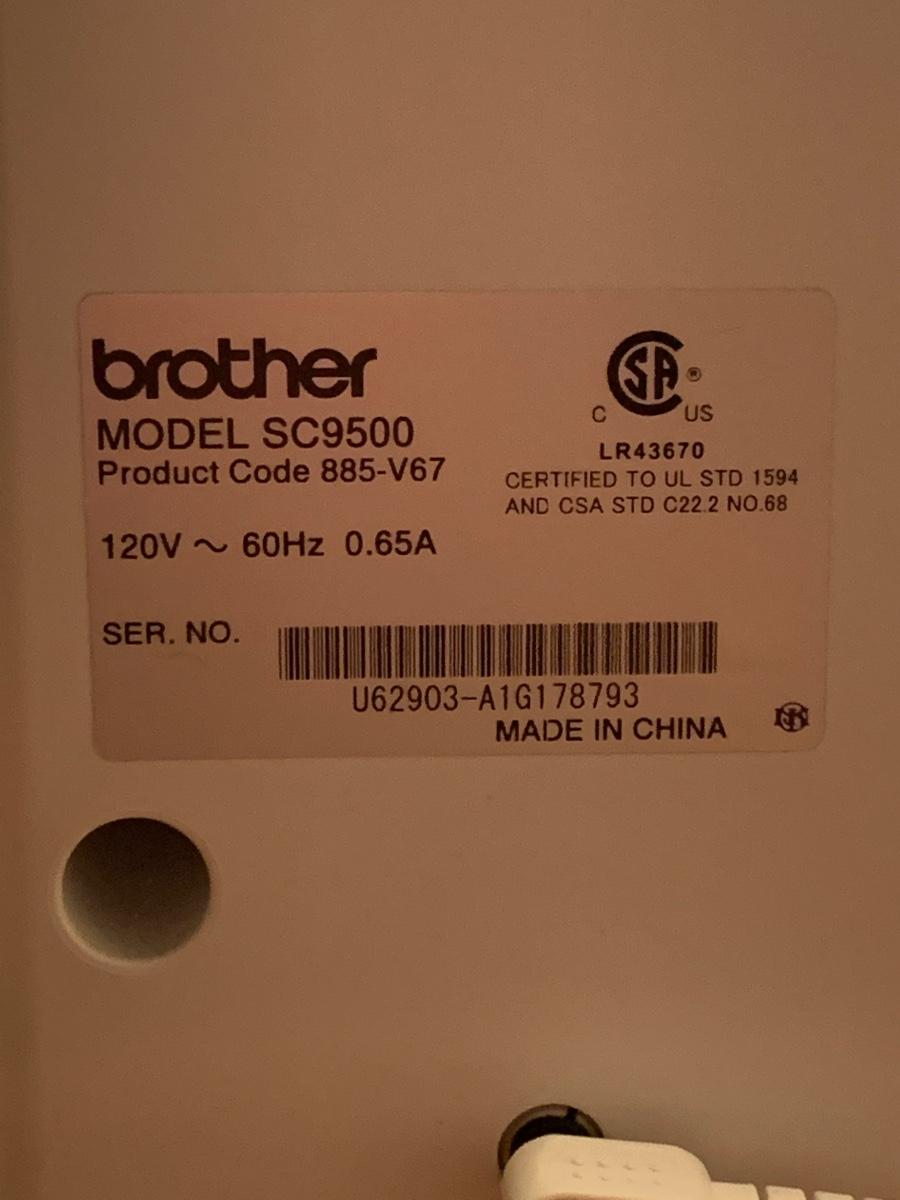 brother
MODEL SC9500
Product Code 885-V67
120V ~ 60Hz 0.65A
SER. NO.
U62903-A1G178793
MADE IN CHINA
CSA®
C US
LR43670
CERTIFIED TO UL STD 1594
AND CSA STD C22.2 NO.68